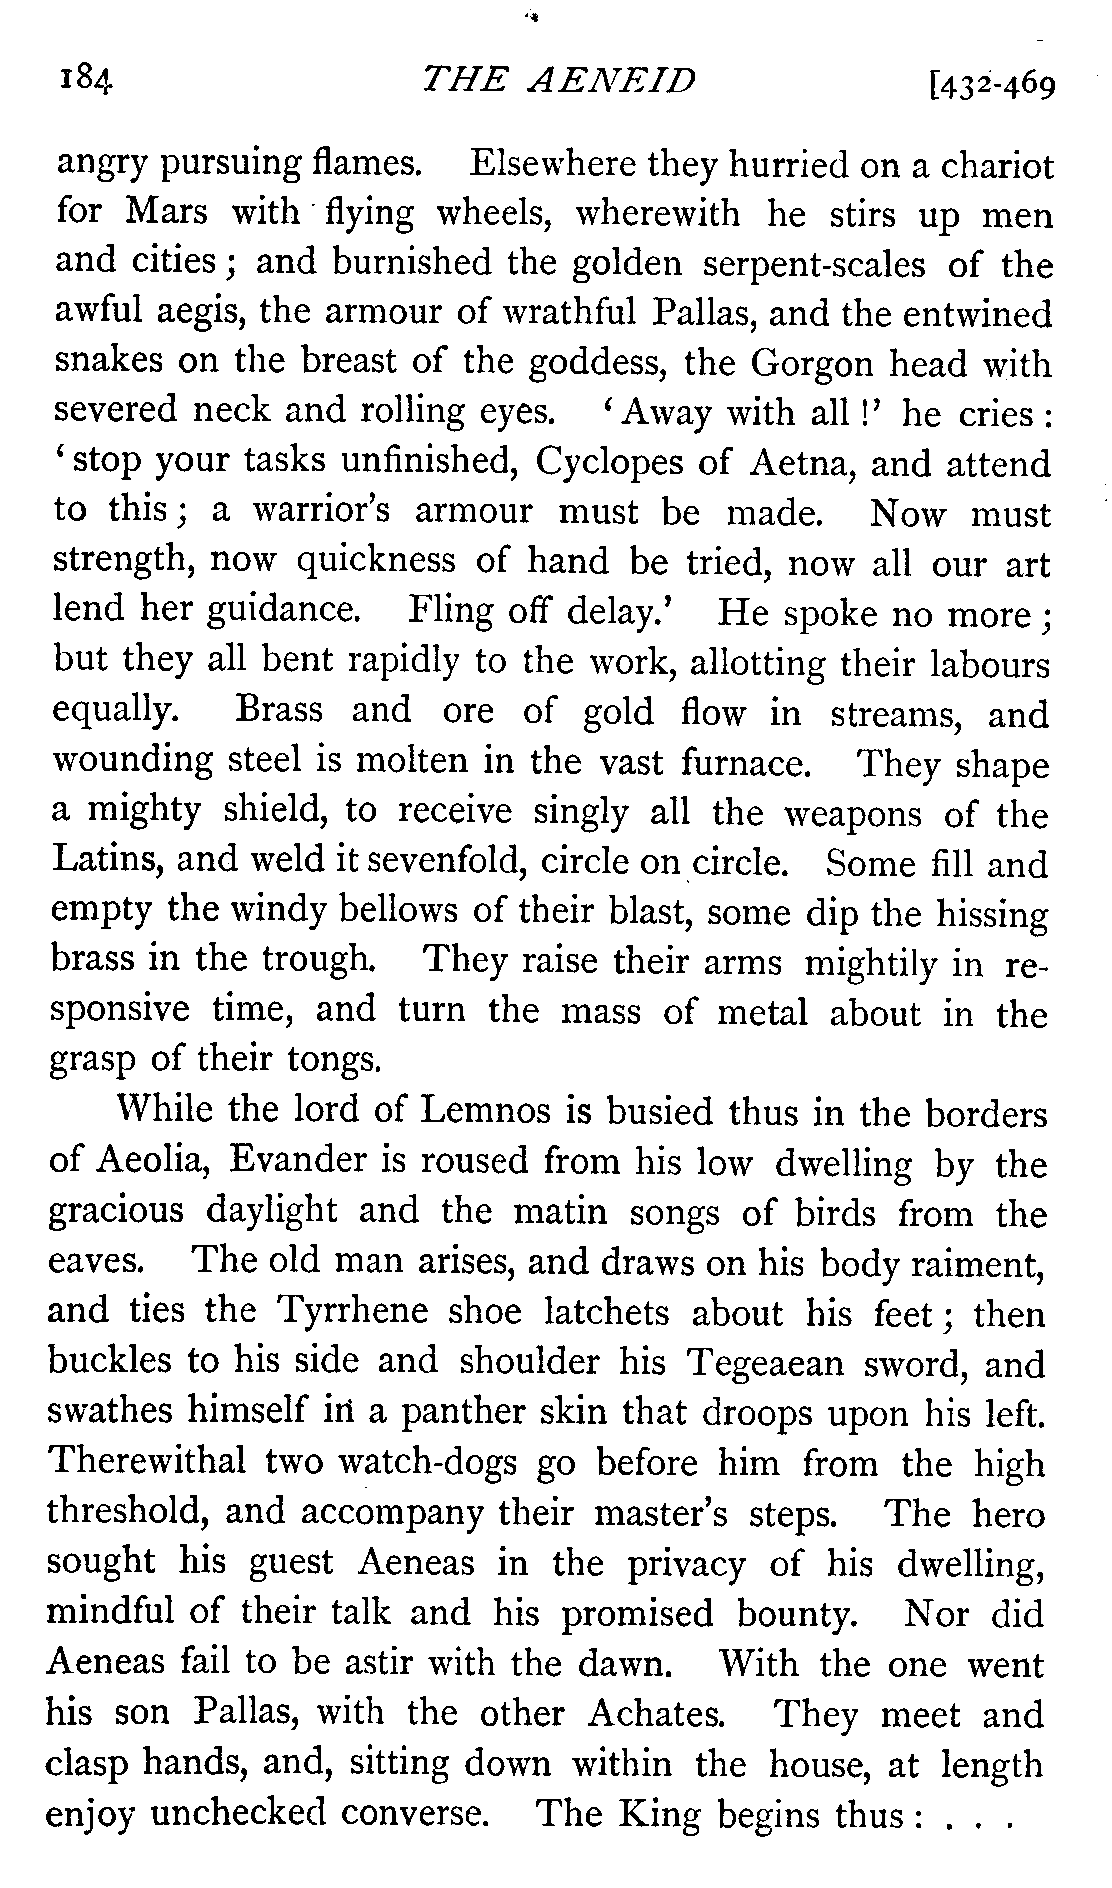 184 THE AENEID [432-469
angry pursuing flames. Elsewhere they hurried on a chariot
for Mars with flying wheels, wherewith he stirs up men
and cities ; and burnished the golden serpent-scales of the
awful aegis, the armour of wrathful Pallas, and the entwined
snakes on the breast of the goddess, the Gorgon head with
severed neck and rolling eyes. ‘ Away with all !’ he cries :
‘ stop your tasks unfinished, Cyclopes of Aetna, and attend
to this ; a warrior’s armour must be made. Now must
strength, now quickness of hand be tried, now all our art
lend her guidance. Fling off delay.’ He spoke no more ;
but they all bent rapidly to the work, allotting their labours
equally. Brass and ore of gold flow in streams, and
wounding steel is molten in the vast furnace. They shape
a mighty shield, to receive singly all the weapons of the
Latins, and weld it sevenfold, circle on circle. Some fill and
empty the windy bellows of their blast, some dip the hissing
brass in the trough. They raise their arms mightily in re-
sponsive time, and turn the mass of metal about in the
grasp of their tongs.
While the lord of Lemnos is busied thus in the borders
of Aeolia, Evander is roused from his low dwelling by the
gracious daylight and the matin songs of birds from the
eaves. The old man arises, and draws on his body raiment,
and ties the Tyrrhene shoe latchets about his feet ; then
buckles to his side and shoulder his Tegeaean sword, and
swathes himself in a panther skin that droops upon his left.
Therewithal two watch-dogs go before him from the high
threshold, and accompany their master’s steps. The hero
sought his guest Aeneas in the privacy of his dwelling,
mindful of their talk and his promised bounty. Nor did
Aeneas fail to be astir with the dawn. With the one went
his son Pallas, with the other Achates. They meet and
clasp hands, and, sitting down within the house, at length
enjoy unchecked converse. The King begins thus : . . .